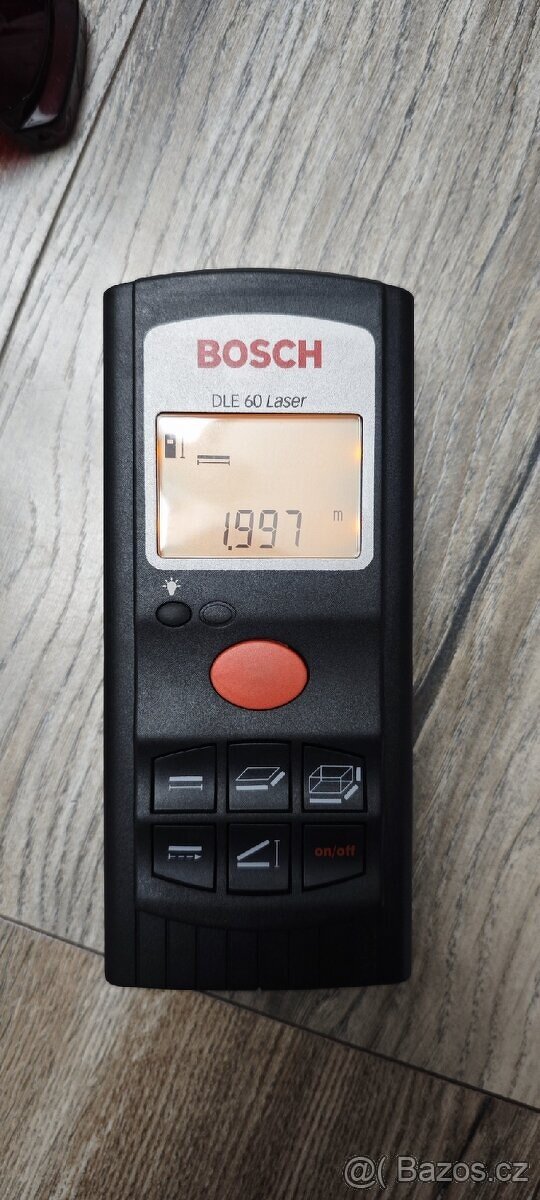 BOSCH
DLE 60 Laser
1.997 m
on/off
@( Bazos.cz